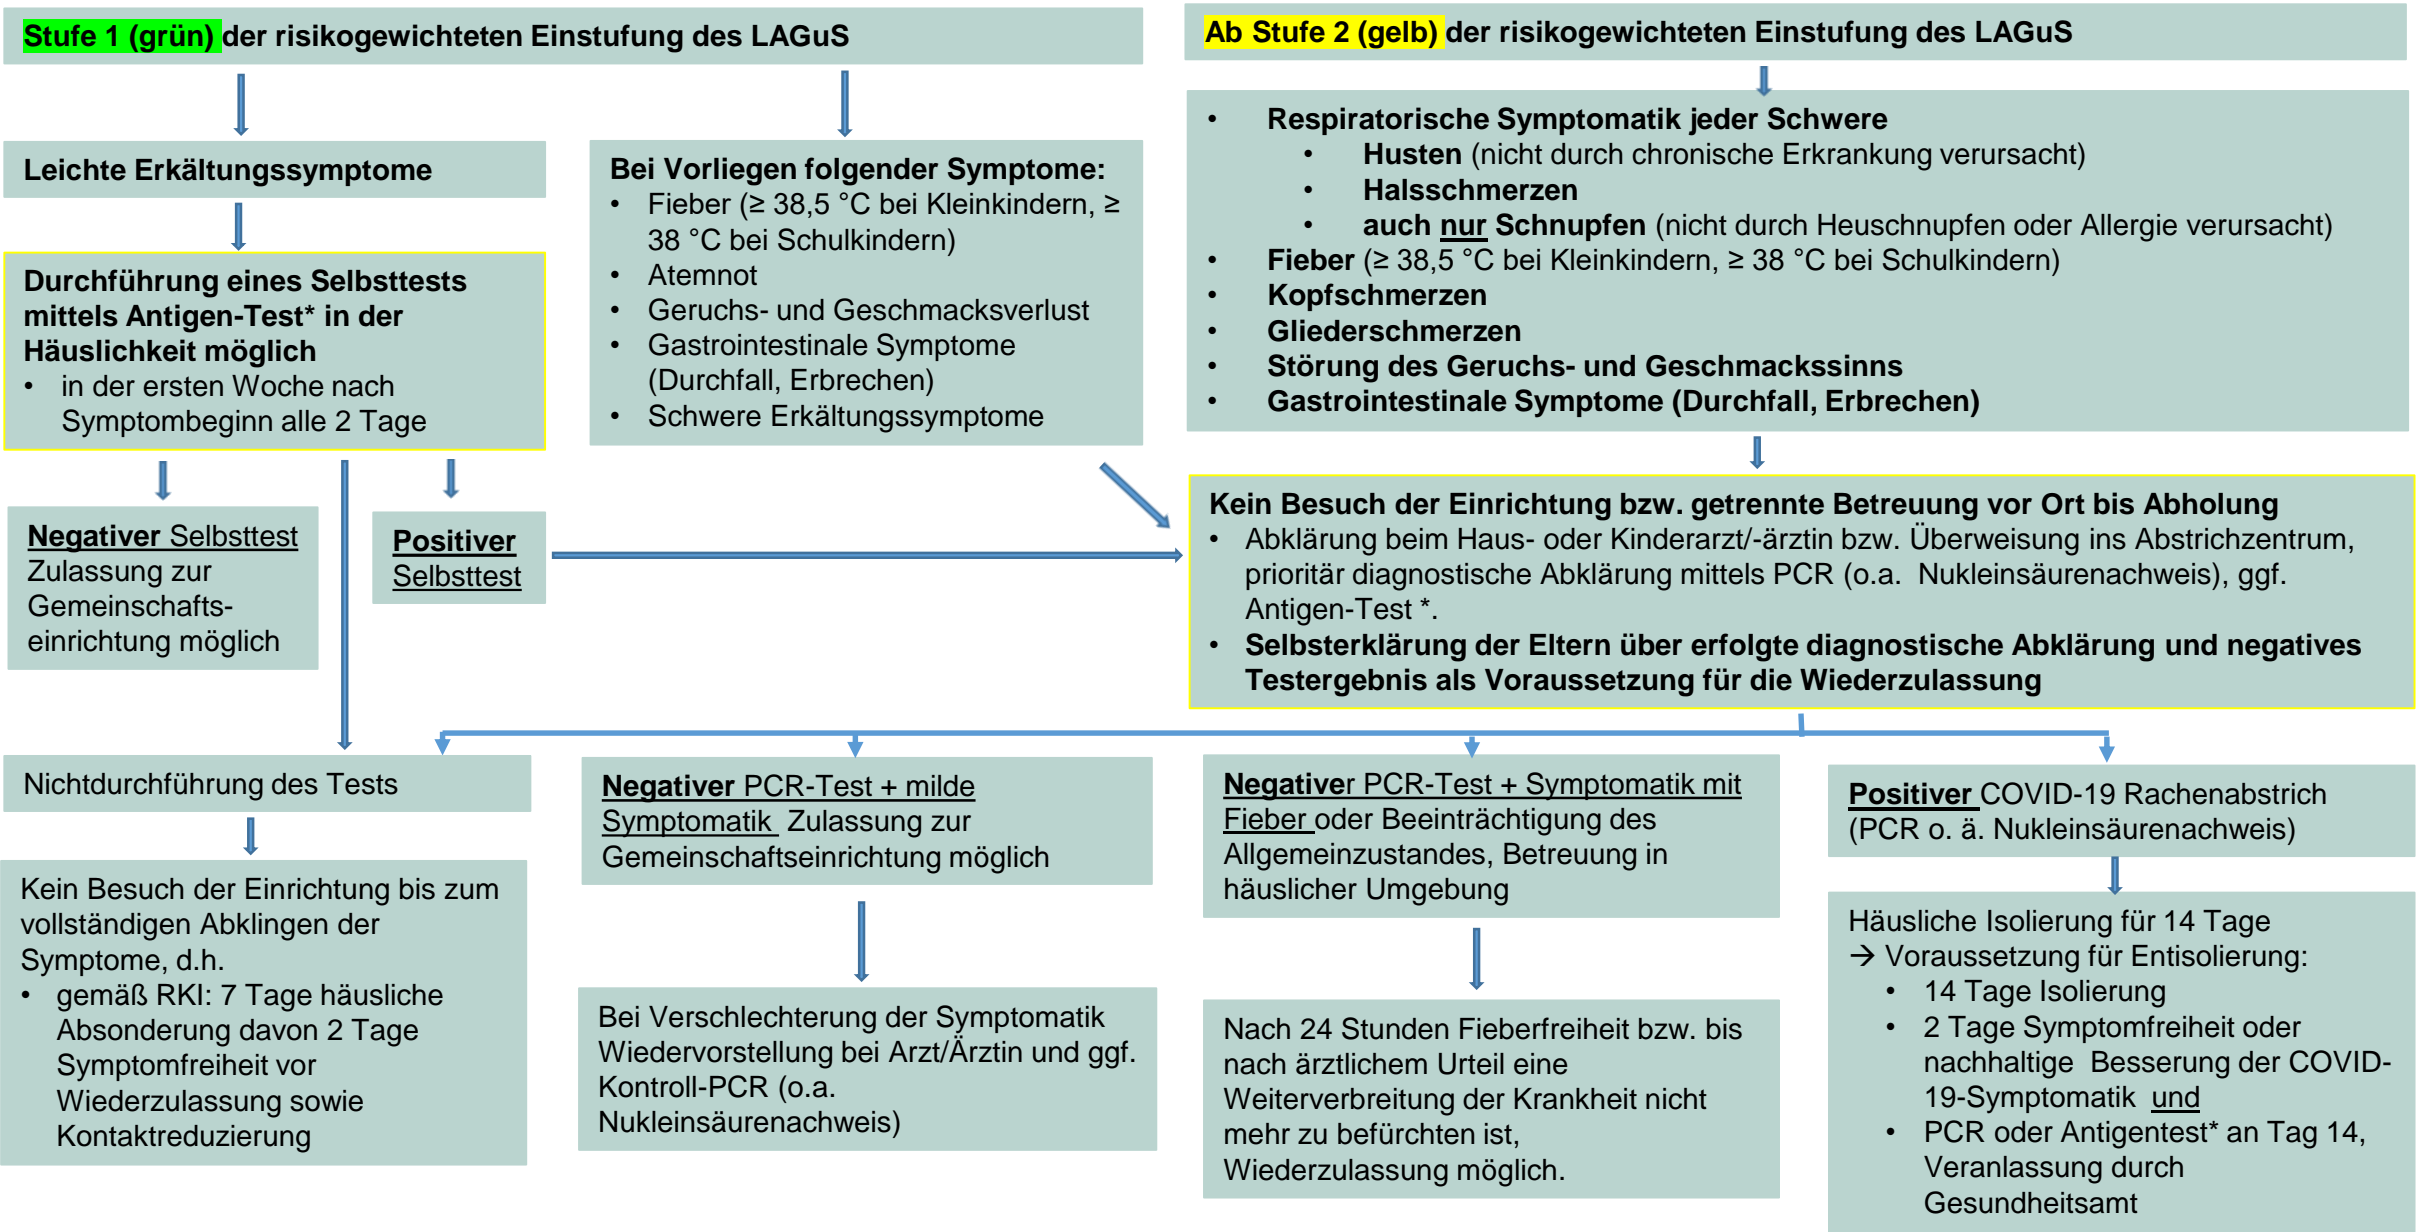 Stufe 1 (grün) der risikogewichteten Einstufung des LAGuS
Ab Stufe 2 (gelb) der risikogewichteten Einstufung des LAGuS
Leichte Erkältungssymptome
Durchführung eines Selbsttests
mittels Antigen-Test* in der
Häuslichkeit möglich
• in der ersten Woche nach
Symptombeginn alle 2 Tage
Bei Vorliegen folgender Symptome:
• Fieber (≥ 38,5 °C bei Kleinkindern, ≥
38 °C bei Schulkindern)
• Atemnot
• Geruchs- und Geschmacksverlust
• Gastrointestinale Symptome
(Durchfall, Erbrechen)
• Schwere Erkältungssymptome
• Respiratorische Symptomatik jeder Schwere
• Husten (nicht durch chronische Erkrankung verursacht)
• Halsschmerzen
• auch nur Schnupfen (nicht durch Heuschnupfen oder Allergie verursacht)
• Fieber (≥ 38,5 °C bei Kleinkindern, ≥ 38 °C bei Schulkindern)
• Kopfschmerzen
• Gliederschmerzen
• Störung des Geruchs- und Geschmackssinns
• Gastrointestinale Symptome (Durchfall, Erbrechen)
Negativer Selbsttest
Zulassung zur
Gemeinschafts-
einrichtung möglich
Positiver
Selbsttest
Kein Besuch der Einrichtung bzw. getrennte Betreuung vor Ort bis Abholung
• Abklärung beim Haus- oder Kinderarzt/-ärztin bzw. Überweisung ins Abstrichzentrum,
prioritär diagnostische Abklärung mittels PCR (o.a. Nukleinsäurenachweis), ggf.
Antigen-Test *.
• Selbsterklärung der Eltern über erfolgte diagnostische Abklärung und negatives
Testergebnis als Voraussetzung für die Wiederzulassung
Nichtdurchführung des Tests
Kein Besuch der Einrichtung bis zum
vollständigen Abklingen der
Symptome, d.h.
• gemäß RKI: 7 Tage häusliche
Absonderung davon 2 Tage
Symptomfreiheit vor
Wiederzulassung sowie
Kontaktreduzierung
Negativer PCR-Test + milde
Symptomatik Zulassung zur
Gemeinschaftseinrichtung möglich
Bei Verschlechterung der Symptomatik
Wiedervorstellung bei Arzt/Ärztin und ggf.
Kontroll-PCR (o.a.
Nukleinsäurenachweis)
Negativer PCR-Test + Symptomatik mit
Fieber oder Beeinträchtigung des
Allgemeinzustandes, Betreuung in
häuslicher Umgebung
Nach 24 Stunden Fieberfreiheit bzw. bis
nach ärztlichem Urteil eine
Weiterverbreitung der Krankheit nicht
mehr zu befürchten ist,
Wiederzulassung möglich.
Positiver COVID-19 Rachenabstrich
(PCR o. ä. Nukleinsäurenachweis)
Häusliche Isolierung für 14 Tage
→ Voraussetzung für Entisolierung:
• 14 Tage Isolierung
• 2 Tage Symptomfreiheit oder
nachhaltige Besserung der COVID-
19-Symptomatik und
• PCR oder Antigentest* an Tag 14,
Veranlassung durch
Gesundheitsamt